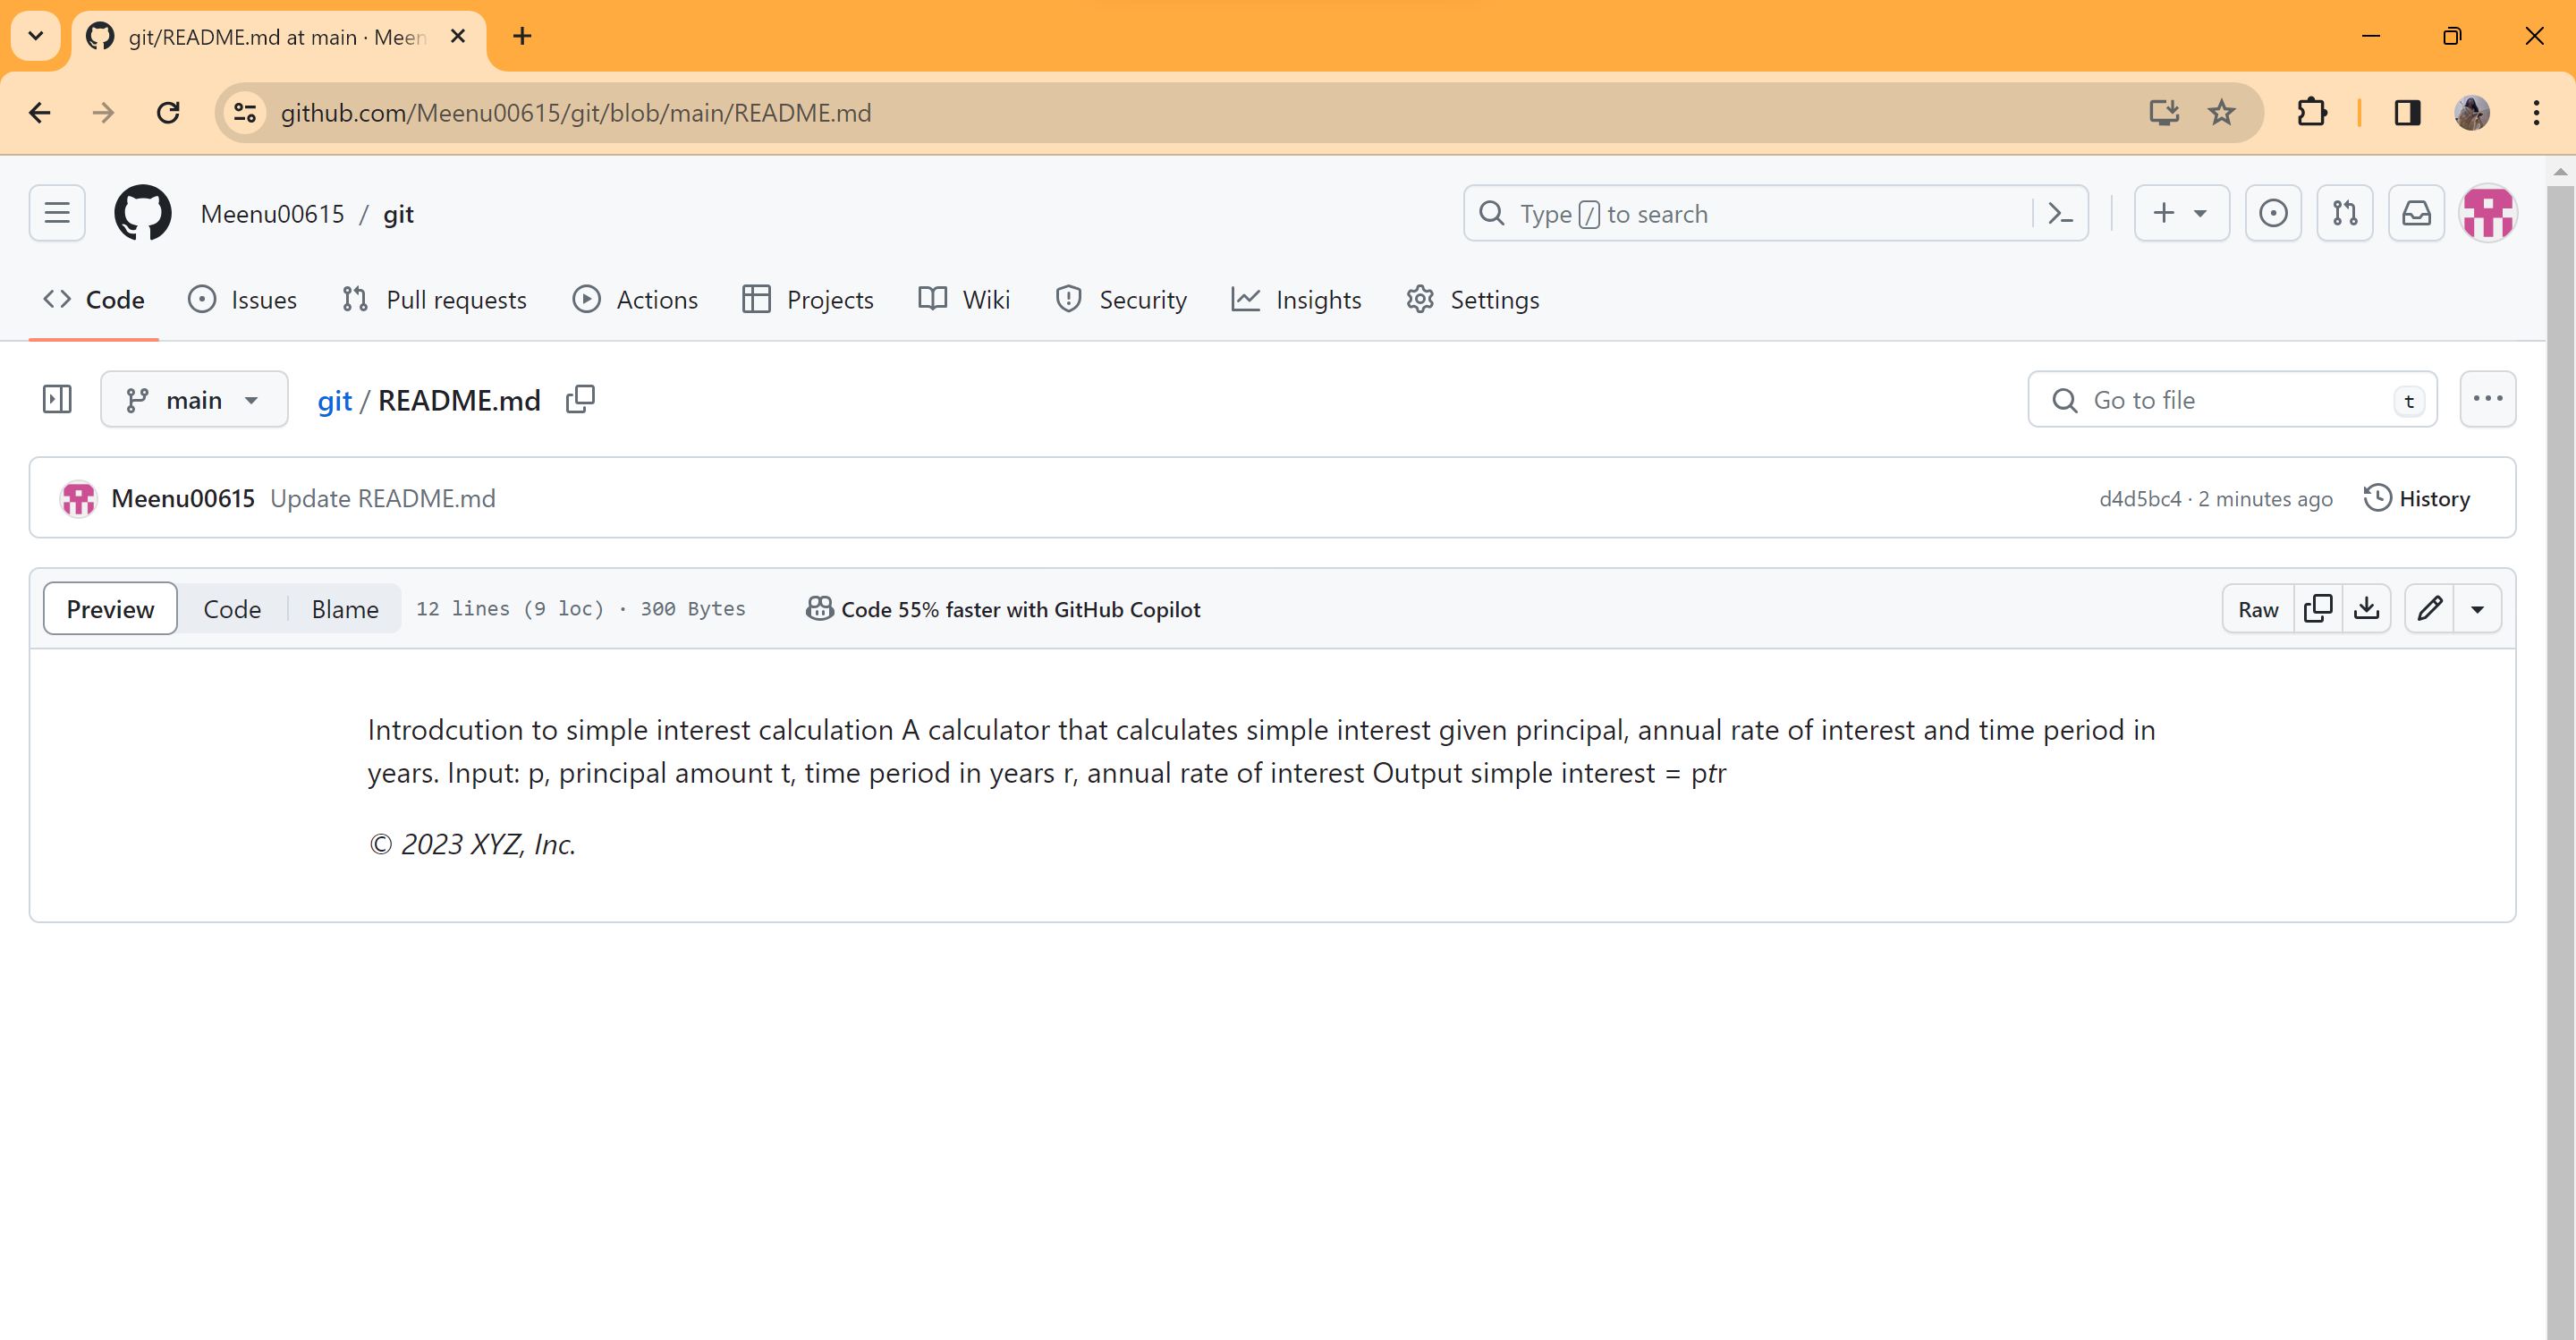 git/README.md at main · Meen
github.com/Meenu00615/git/blob/main/README.md
Meenu00615 / git
Type / to search
Code Issues Pull requests Actions Projects Wiki Security Insights Settings
main git / README.md
Go to file t
Meenu00615 Update README.md
d4d5bc4 · 2 minutes ago History
Preview Code Blame 12 lines (9 loc) · 300 Bytes Code 55% faster with GitHub Copilot Raw
Introdcution to simple interest calculation A calculator that calculates simple interest given principal, annual rate of interest and time period in
years. Input: p, principal amount t, time period in years r, annual rate of interest Output simple interest = ptr
© 2023 XYZ, Inc.